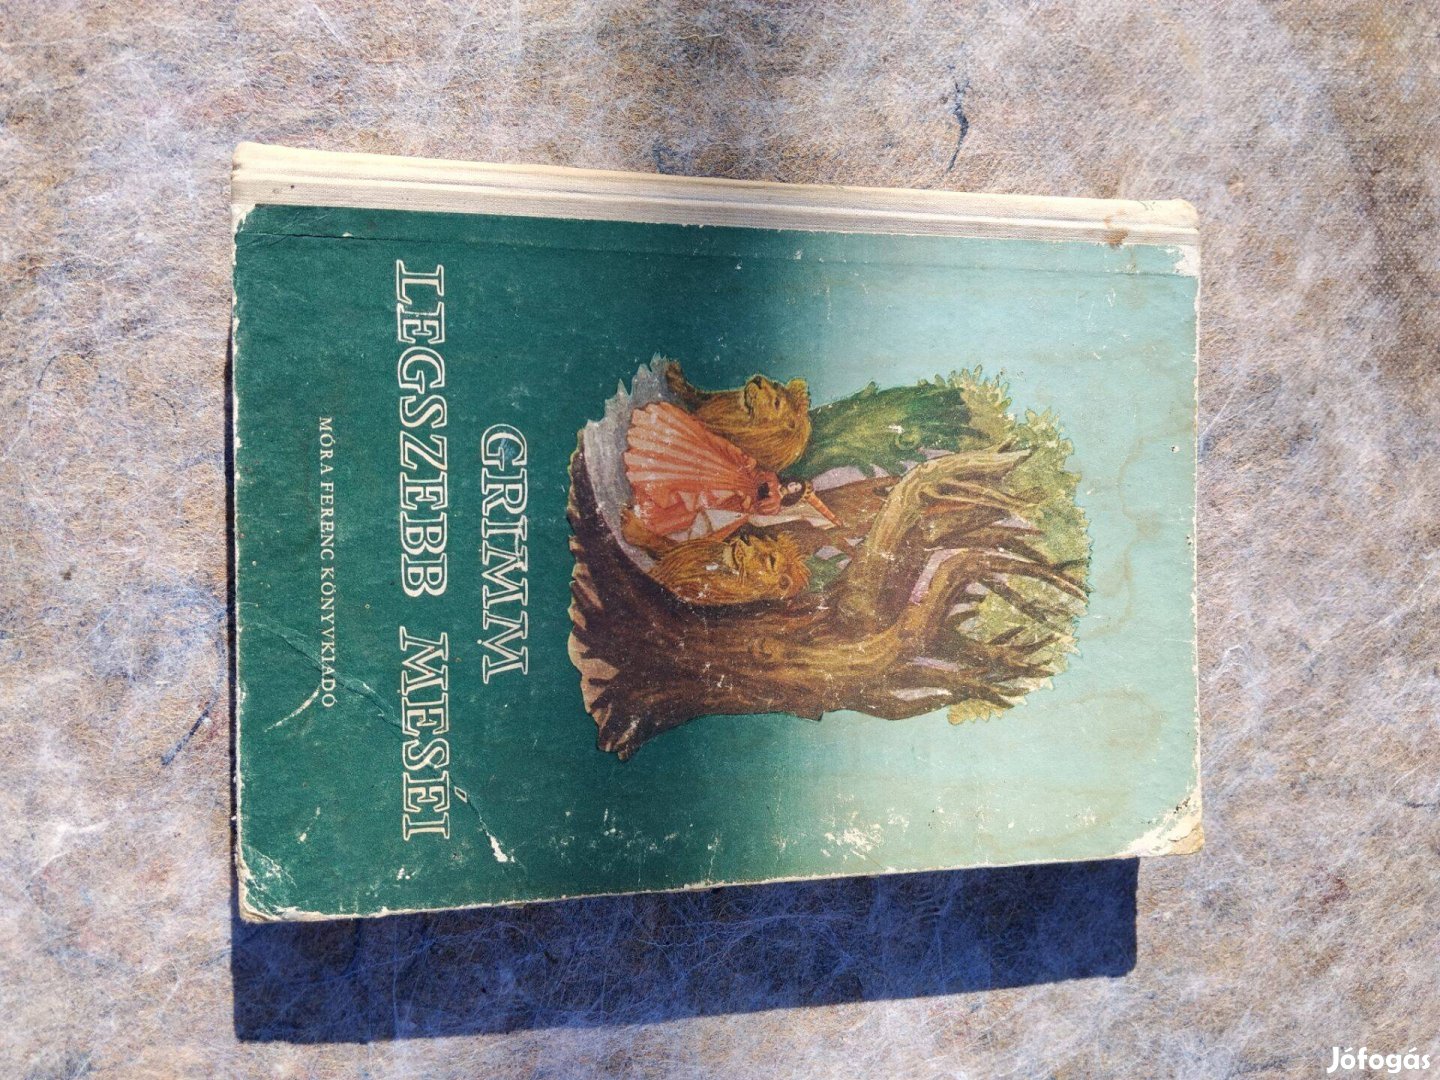 GRIMM
LEGSZEBB MESÉI
MÓRA FERENC KÖNYVKIADÓ
Jófogás